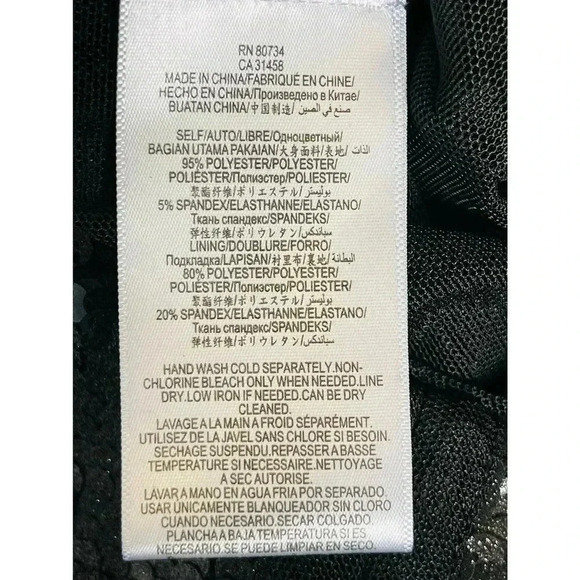 RN 80734
CA 31458
MADE IN CHINA/FABRIQUÉ EN CHINE/
HECHO EN CHINA/Произведено в Китае/
BUATAN CHINA/中国制造/ صنع في الصين/
SELF/AUTO/LIBRE/Одноцветный/
BAGIAN UTAMA PAKAIAN/大身面料/表地/ الذات/
95% POLYESTER/POLYESTER/
POLIÉSTER/Полиэстер/POLIESTER/
聚酯纤维/ポリエステル/بوليستر/
5% SPANDEX/ELASTHANNE/ELASTANO/
Ткань спандекс/SPANDEKS/
弹性纤维/ポリウレタン/سباندكس/
LINING/DOUBLURE/FORRO/
Подкладка/LAPISAN/衬里布/裏地/البطانة/
80% POLYESTER/POLYESTER/
POLIÉSTER/Полиэстер/POLIESTER/
聚酯纤维/ポリエステル/بوليستر/
20% SPANDEX/ELASTHANNE/ELASTANO/
Ткань спандекс/SPANDEKS/
弹性纤维/ポリウレタン/سباندكس/
HAND WASH COLD SEPARATELY.NON-
CHLORINE BLEACH ONLY WHEN NEEDED.LINE
DRY.LOW IRON IF NEEDED.CAN BE DRY
CLEANED.
LAVAGE A LA MAIN A FROID SÉPARÉMENT.
UTILISEZ DE LA JAVEL SANS CHLORE SI BESOIN.
SECHAGE SUSPENDU.REPASSER A BASSE
TEMPERATURE SI NECESSAIRE.NETTOYAGE
A SEC AUTORISE.
LAVAR A MANO EN AGUA FRIA POR SEPARADO.
USAR ÚNICAMENTE BLANQUEADOR SIN CLORO
CUANDO NECESARIO.SECAR COLGADO
PLANCHA A BAJA TEMPERATURA SI ES
NECESARIO.SE PUEDE LIMPIAR EN SECO.